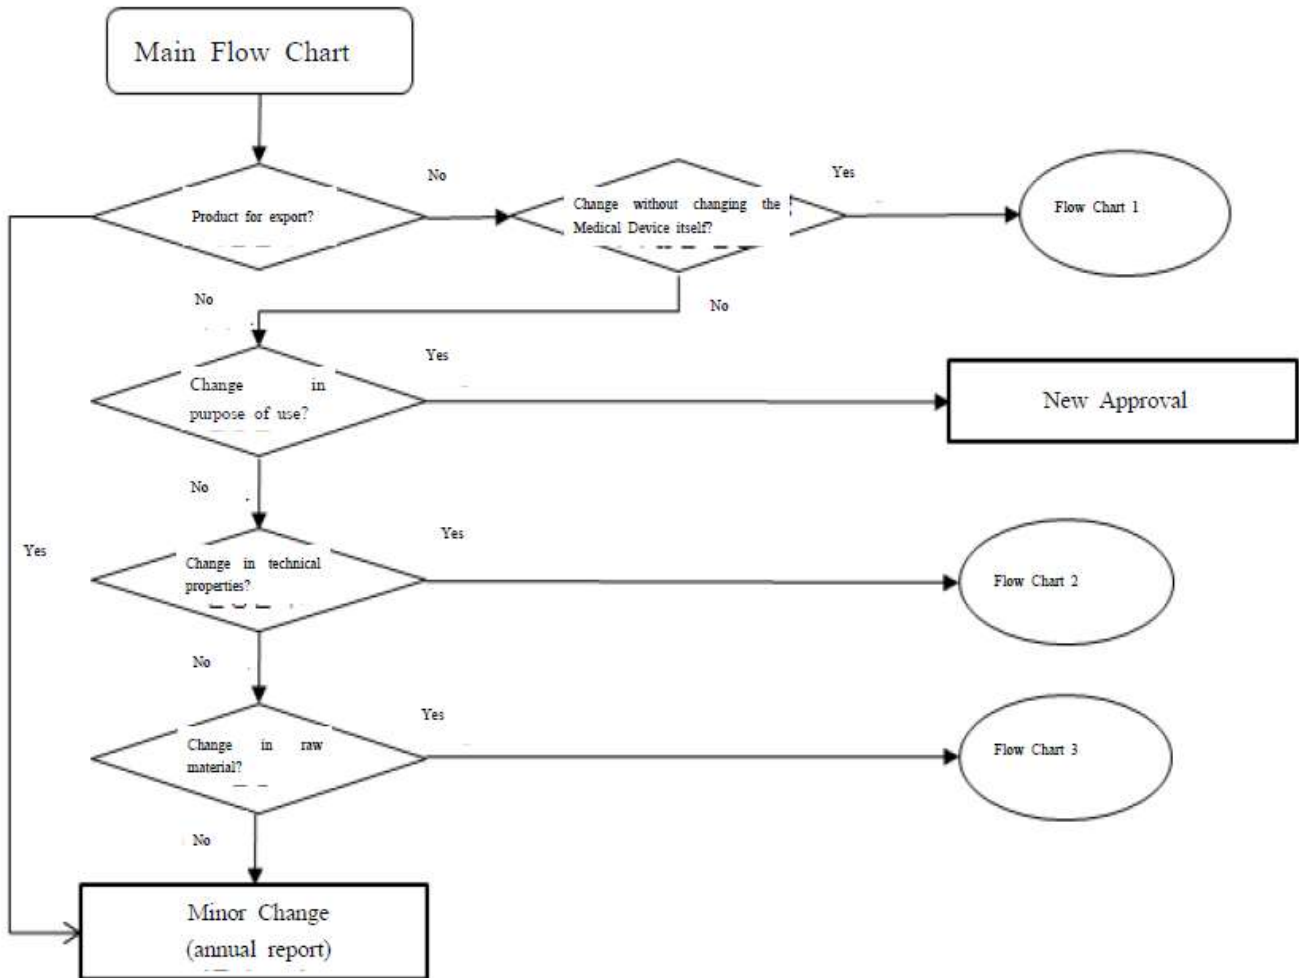 Main Flow Chart
No
Yes
Product for export?
Change without changing the
Medical Device itself?
Flow Chart 1
No
No
Yes
Change in
purpose of use?
New Approval
No
Yes
Yes
Change in technical
properties?
Flow Chart 2
No
Yes
Change in raw
material?
Flow Chart 3
No
Minor Change
(annual report)